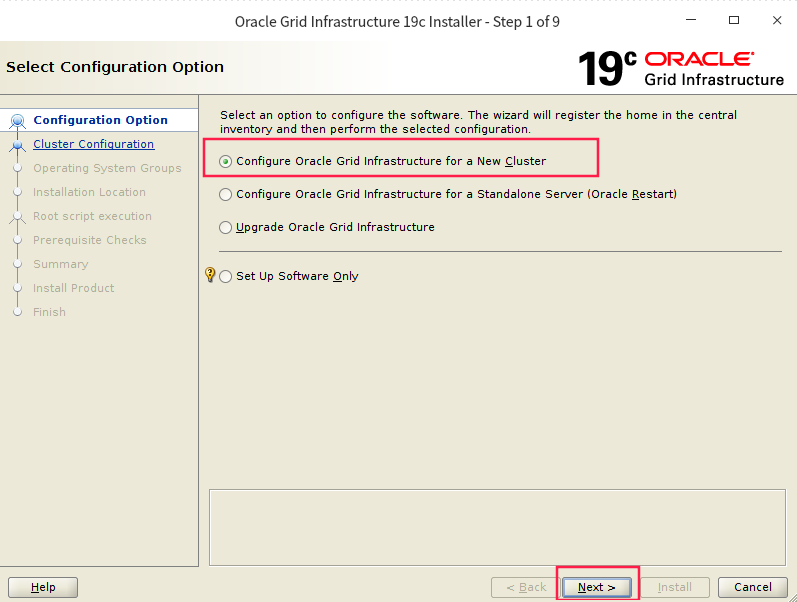 Oracle Grid Infrastructure 19c Installer - Step 1 of 9
Select Configuration Option
19c ORACLE
Grid Infrastructure
Configuration Option
Cluster Configuration
Operating System Groups
Installation Location
Root script execution
Prerequisite Checks
Summary
Install Product
Finish
Select an option to configure the software. The wizard will register the home in the central
inventory and then perform the selected configuration.
Configure Oracle Grid Infrastructure for a New Cluster
Configure Oracle Grid Infrastructure for a Standalone Server (Oracle Restart)
Upgrade Oracle Grid Infrastructure
Set Up Software Only
Help
< Back
Next >
Install
Cancel